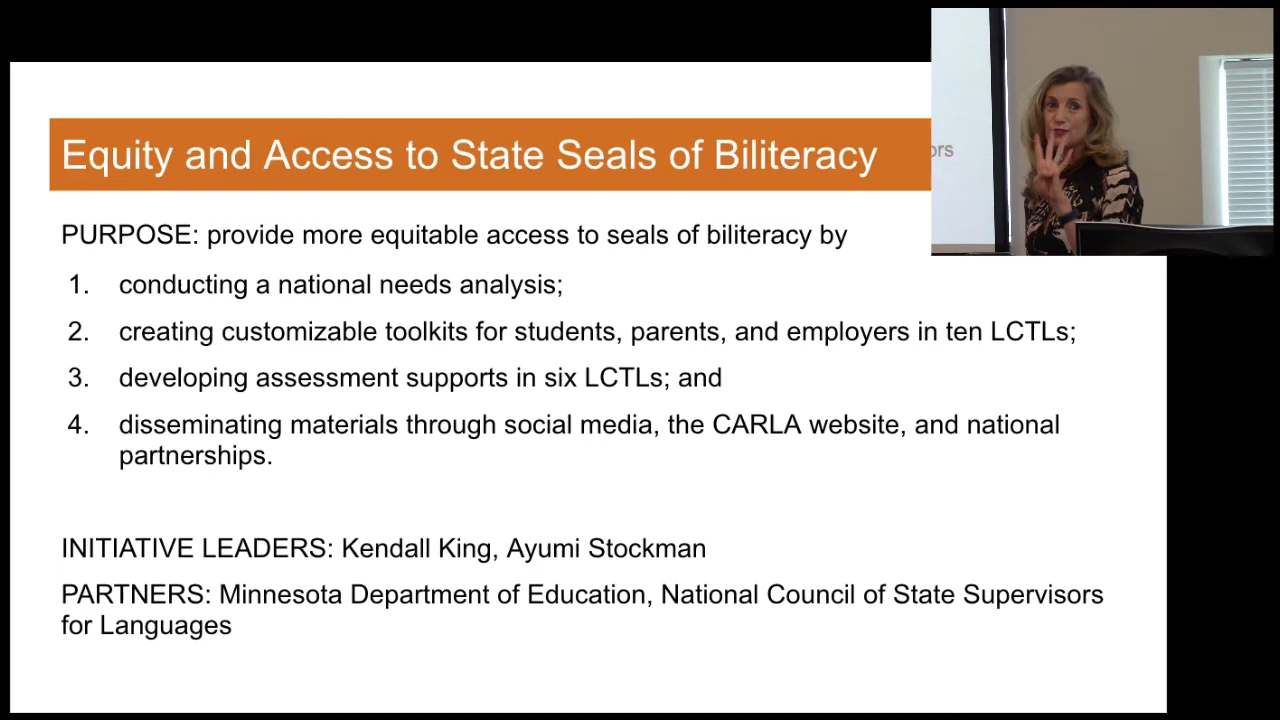 Equity and Access to State Seals of Biliteracy
PURPOSE: provide more equitable access to seals of biliteracy by
1. conducting a national needs analysis;
2. creating customizable toolkits for students, parents, and employers in ten LCTLs;
3. developing assessment supports in six LCTLs; and
4. disseminating materials through social media, the CARLA website, and national
partnerships.
INITIATIVE LEADERS: Kendall King, Ayumi Stockman
PARTNERS: Minnesota Department of Education, National Council of State Supervisors
for Languages